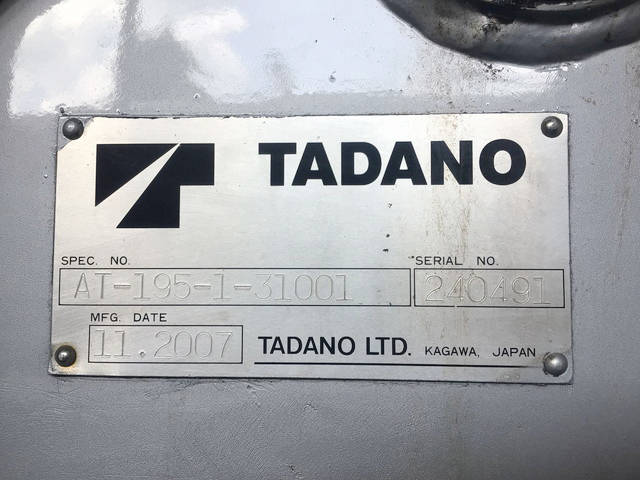 TADANO
SPEC. NO. SERIAL NO.
AT-195-1-31001 240491
MFG. DATE
11.2007 TADANO LTD. KAGAWA, JAPAN